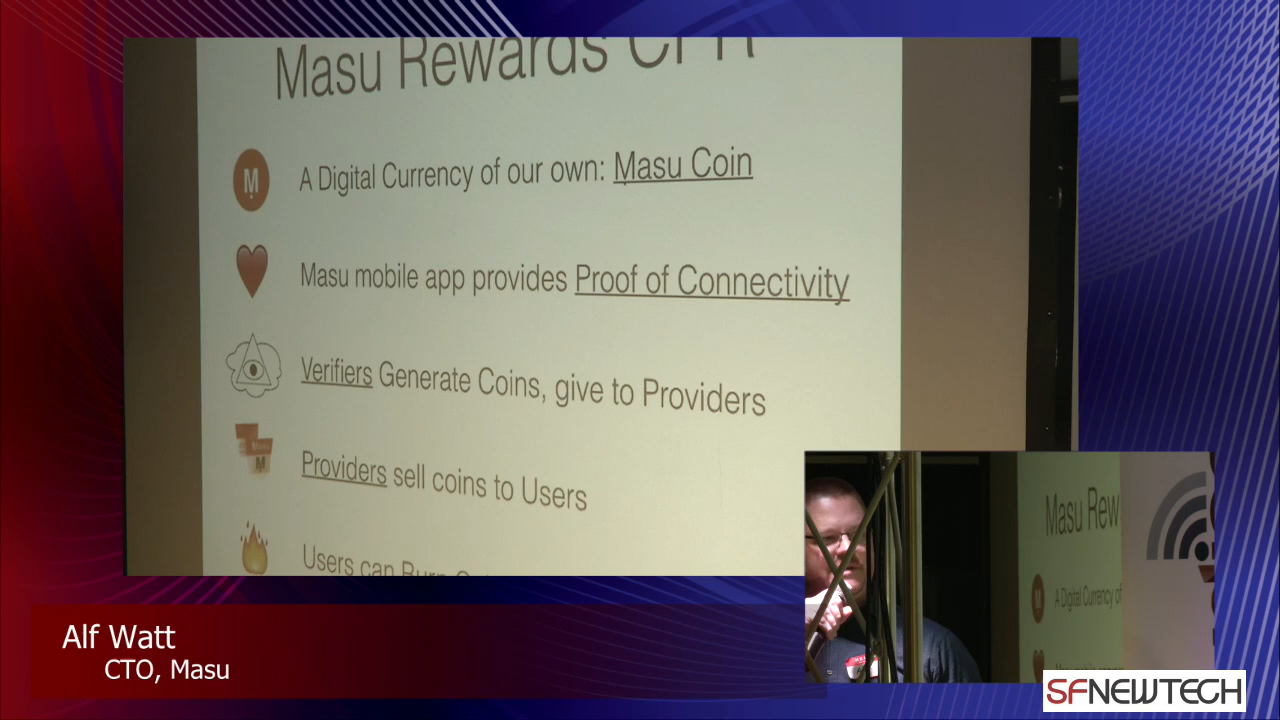 Masu Rewards CPR
M
A Digital Currency of our own: Masu Coin
Masu mobile app provides Proof of Connectivity
Verifiers Generate Coins, give to Providers
M
Providers sell coins to Users
Users can Burn
Masu Rew
A Digital Currency of
Alf Watt
CTO, Masu
SFNEWTECH